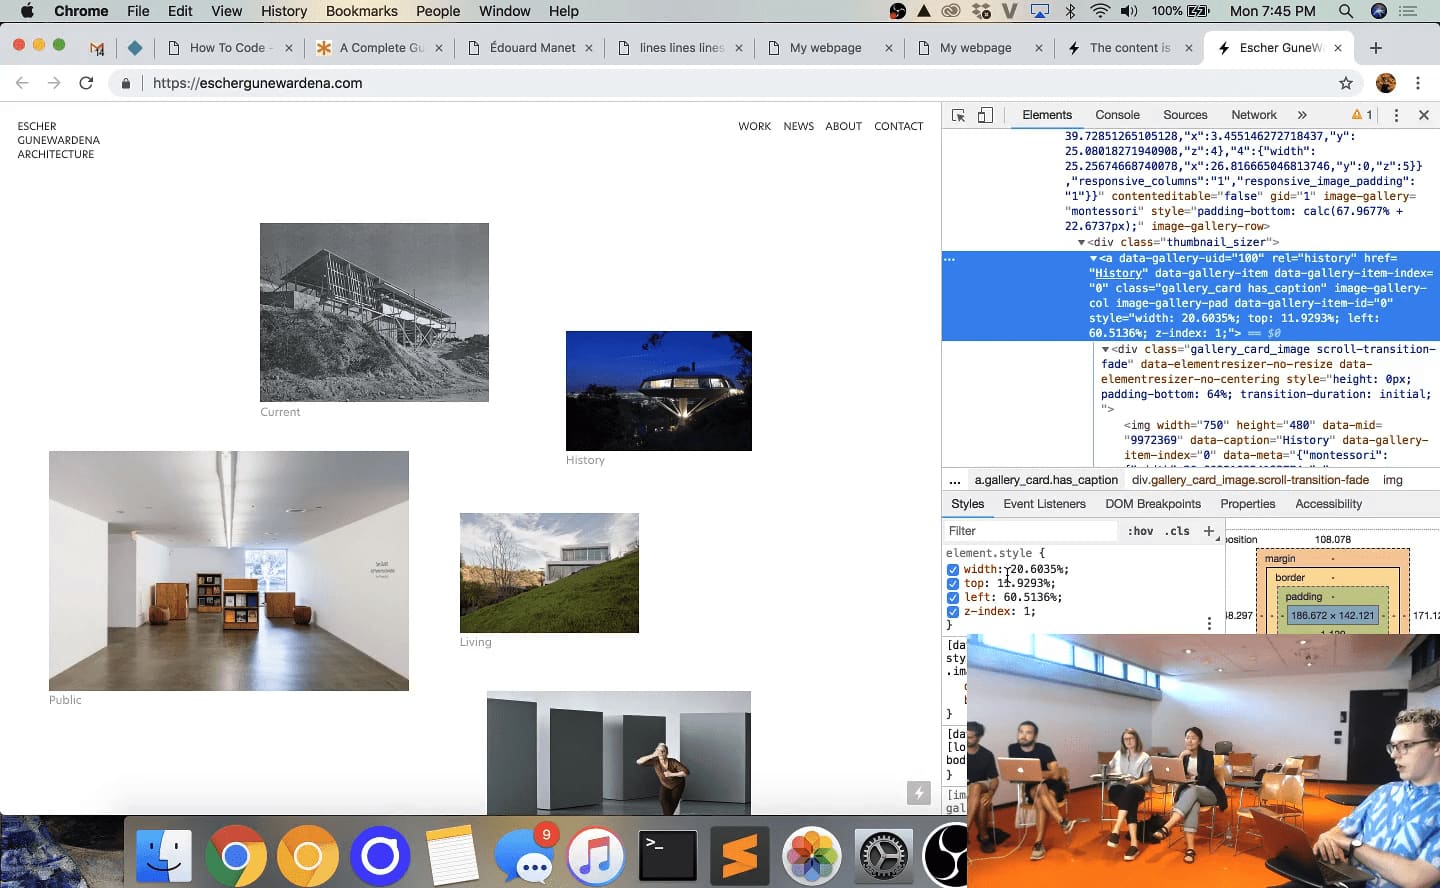 Chrome File Edit View History Bookmarks People Window Help
100% Mon 7:45 PM
14 How To Code - A Complete Gu Édouard Manet lines lines lines My webpage My webpage The content is Escher GuneW
https://eschergunewardena.com
ESCHER
GUNEWARDENA
ARCHITECTURE
WORK NEWS ABOUT CONTACT
Current
History
Public
Living
Elements Console Sources Network » 1
39.72851265105128,"x":3.455146272718437,"y":
25.08018271940908,"z":4},"4":{"width":
25.25674668740078,"x":26.816665046813746,"y":0,"z":5}}
,"responsive_columns":"1","responsive_image_padding":
"1"}}" contenteditable="false" gid="1" image-gallery=
"montessori" style="padding-bottom: calc(67.9677% +
22.6737px);" image-gallery-row>
<div class="thumbnail_sizer">
... <a data-gallery-uid="100" rel="history" href=
"History" data-gallery-item data-gallery-item-index=
"0" class="gallery_card has_caption" image-gallery-
col image-gallery-pad data-gallery-item-id="0"
style="width: 20.6035%; top: 11.9293%; left:
60.5136%; z-index: 1;"> == $0
<div class="gallery_card_image scroll-transition-
fade" data-elementresizer-no-resize data-
elementresizer-no-centering style="height: 0px;
padding-bottom: 64%; transition-duration: initial;
">
<img width="750" height="480" data-mid=
"9972369" data-caption="History" data-gallery-
item-index="0" data-meta="{"montessori":
... a.gallery_card.has_caption div.gallery_card_image.scroll-transition-fade img
Styles Event Listeners DOM Breakpoints Properties Accessibility
Filter :hov .cls +
element.style {
width: 20.6035%;
top: 11.9293%;
left: 60.5136%;
z-index: 1;
}
[da
sty
.im
}
[da
[lo
bod
}
[im
gal
osition 108.078
margin -
border -
padding -
8.297 - - - 186.672 × 142.121 - - - 171.12
9